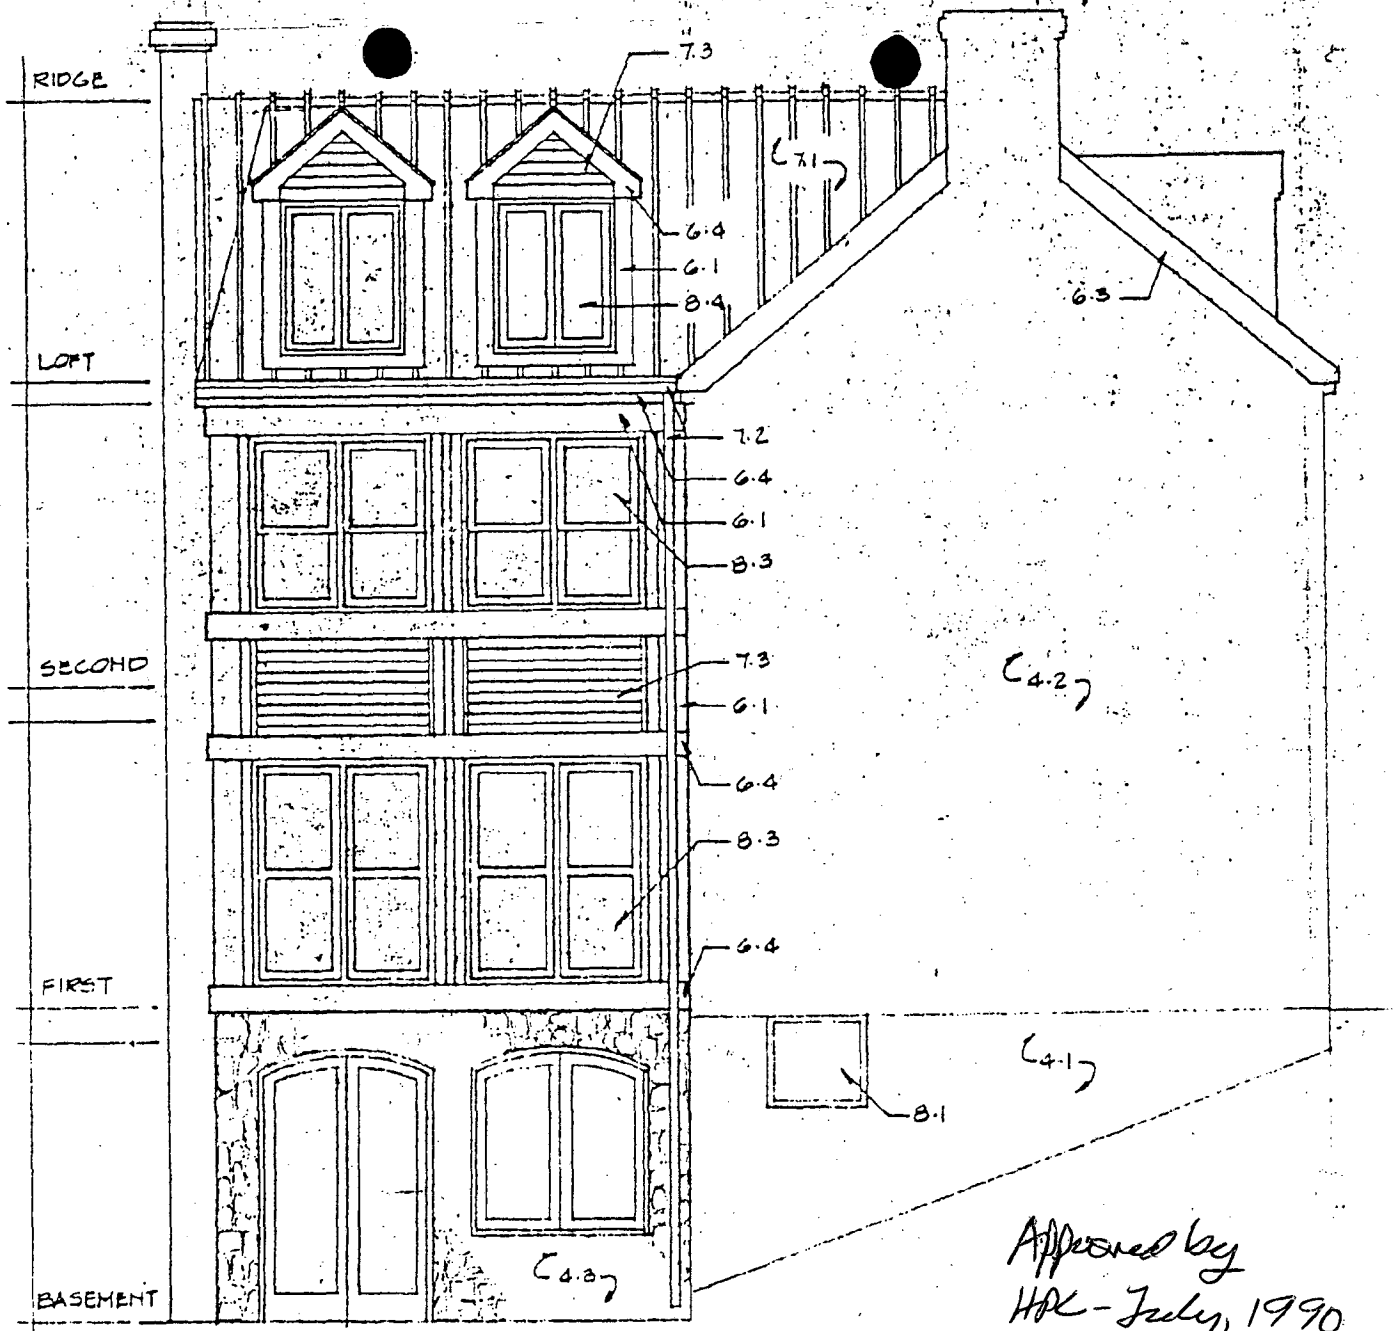 RIDGE
7.3
7.1
6.4
6.1
8.4
6.3
LOFT
7.2
6.4
6.1
8.3
SECOND
7.3
4.2
6.1
6.4
8.3
6.4
FIRST
4.1
8.1
4.3
BASEMENT
Approved by
HPC - July, 1990